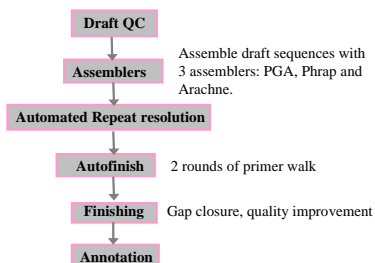 Draft QC
Assemble draft sequences with
3 assemblers: PGA, Phrap and
Arachne.
Assemblers
Automated Repeat resolution
Autofinish
2 rounds of primer walk
Finishing
Gap closure, quality improvement
Annotation